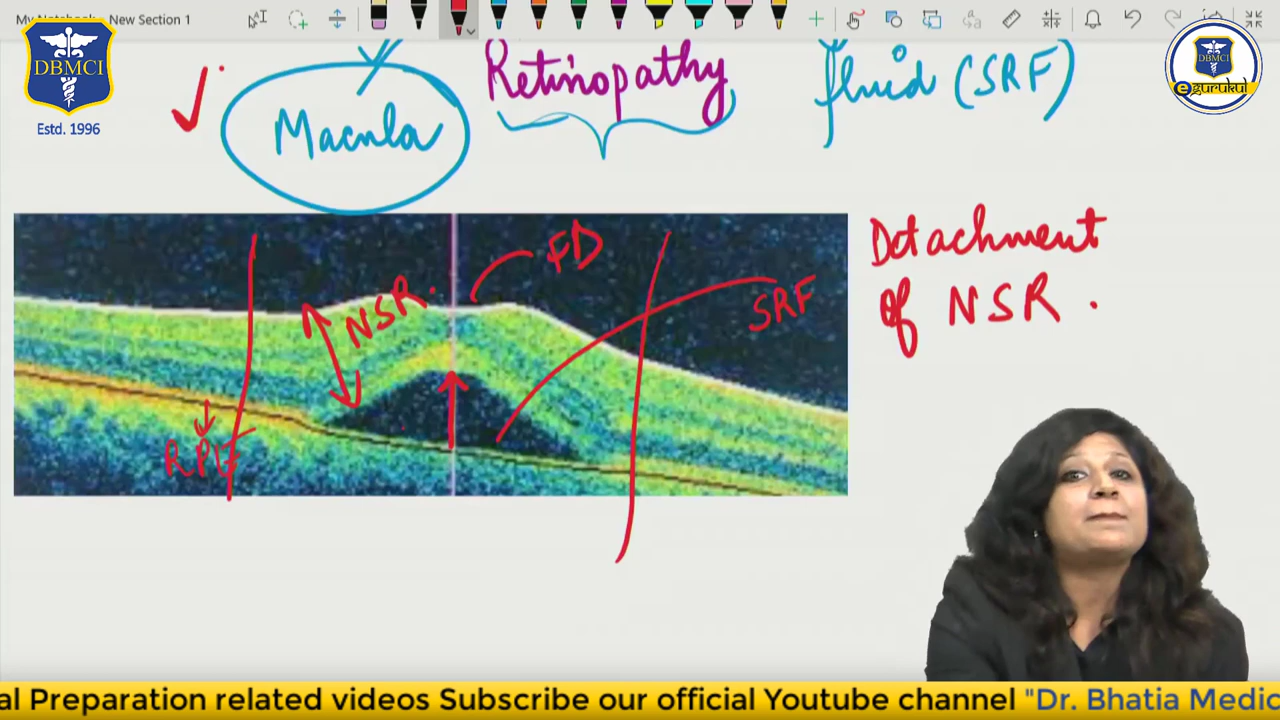 My Notebook - New Section 1
DBMCI
Estd. 1996
DBMCI
eGurukul
Macula
Retinopathy
fluid (SRF)
FD
NSR.
SRF
RPE
Detachment
of NSR.
al Preparation related videos Subscribe our official Youtube channel "Dr. Bhatia Medic